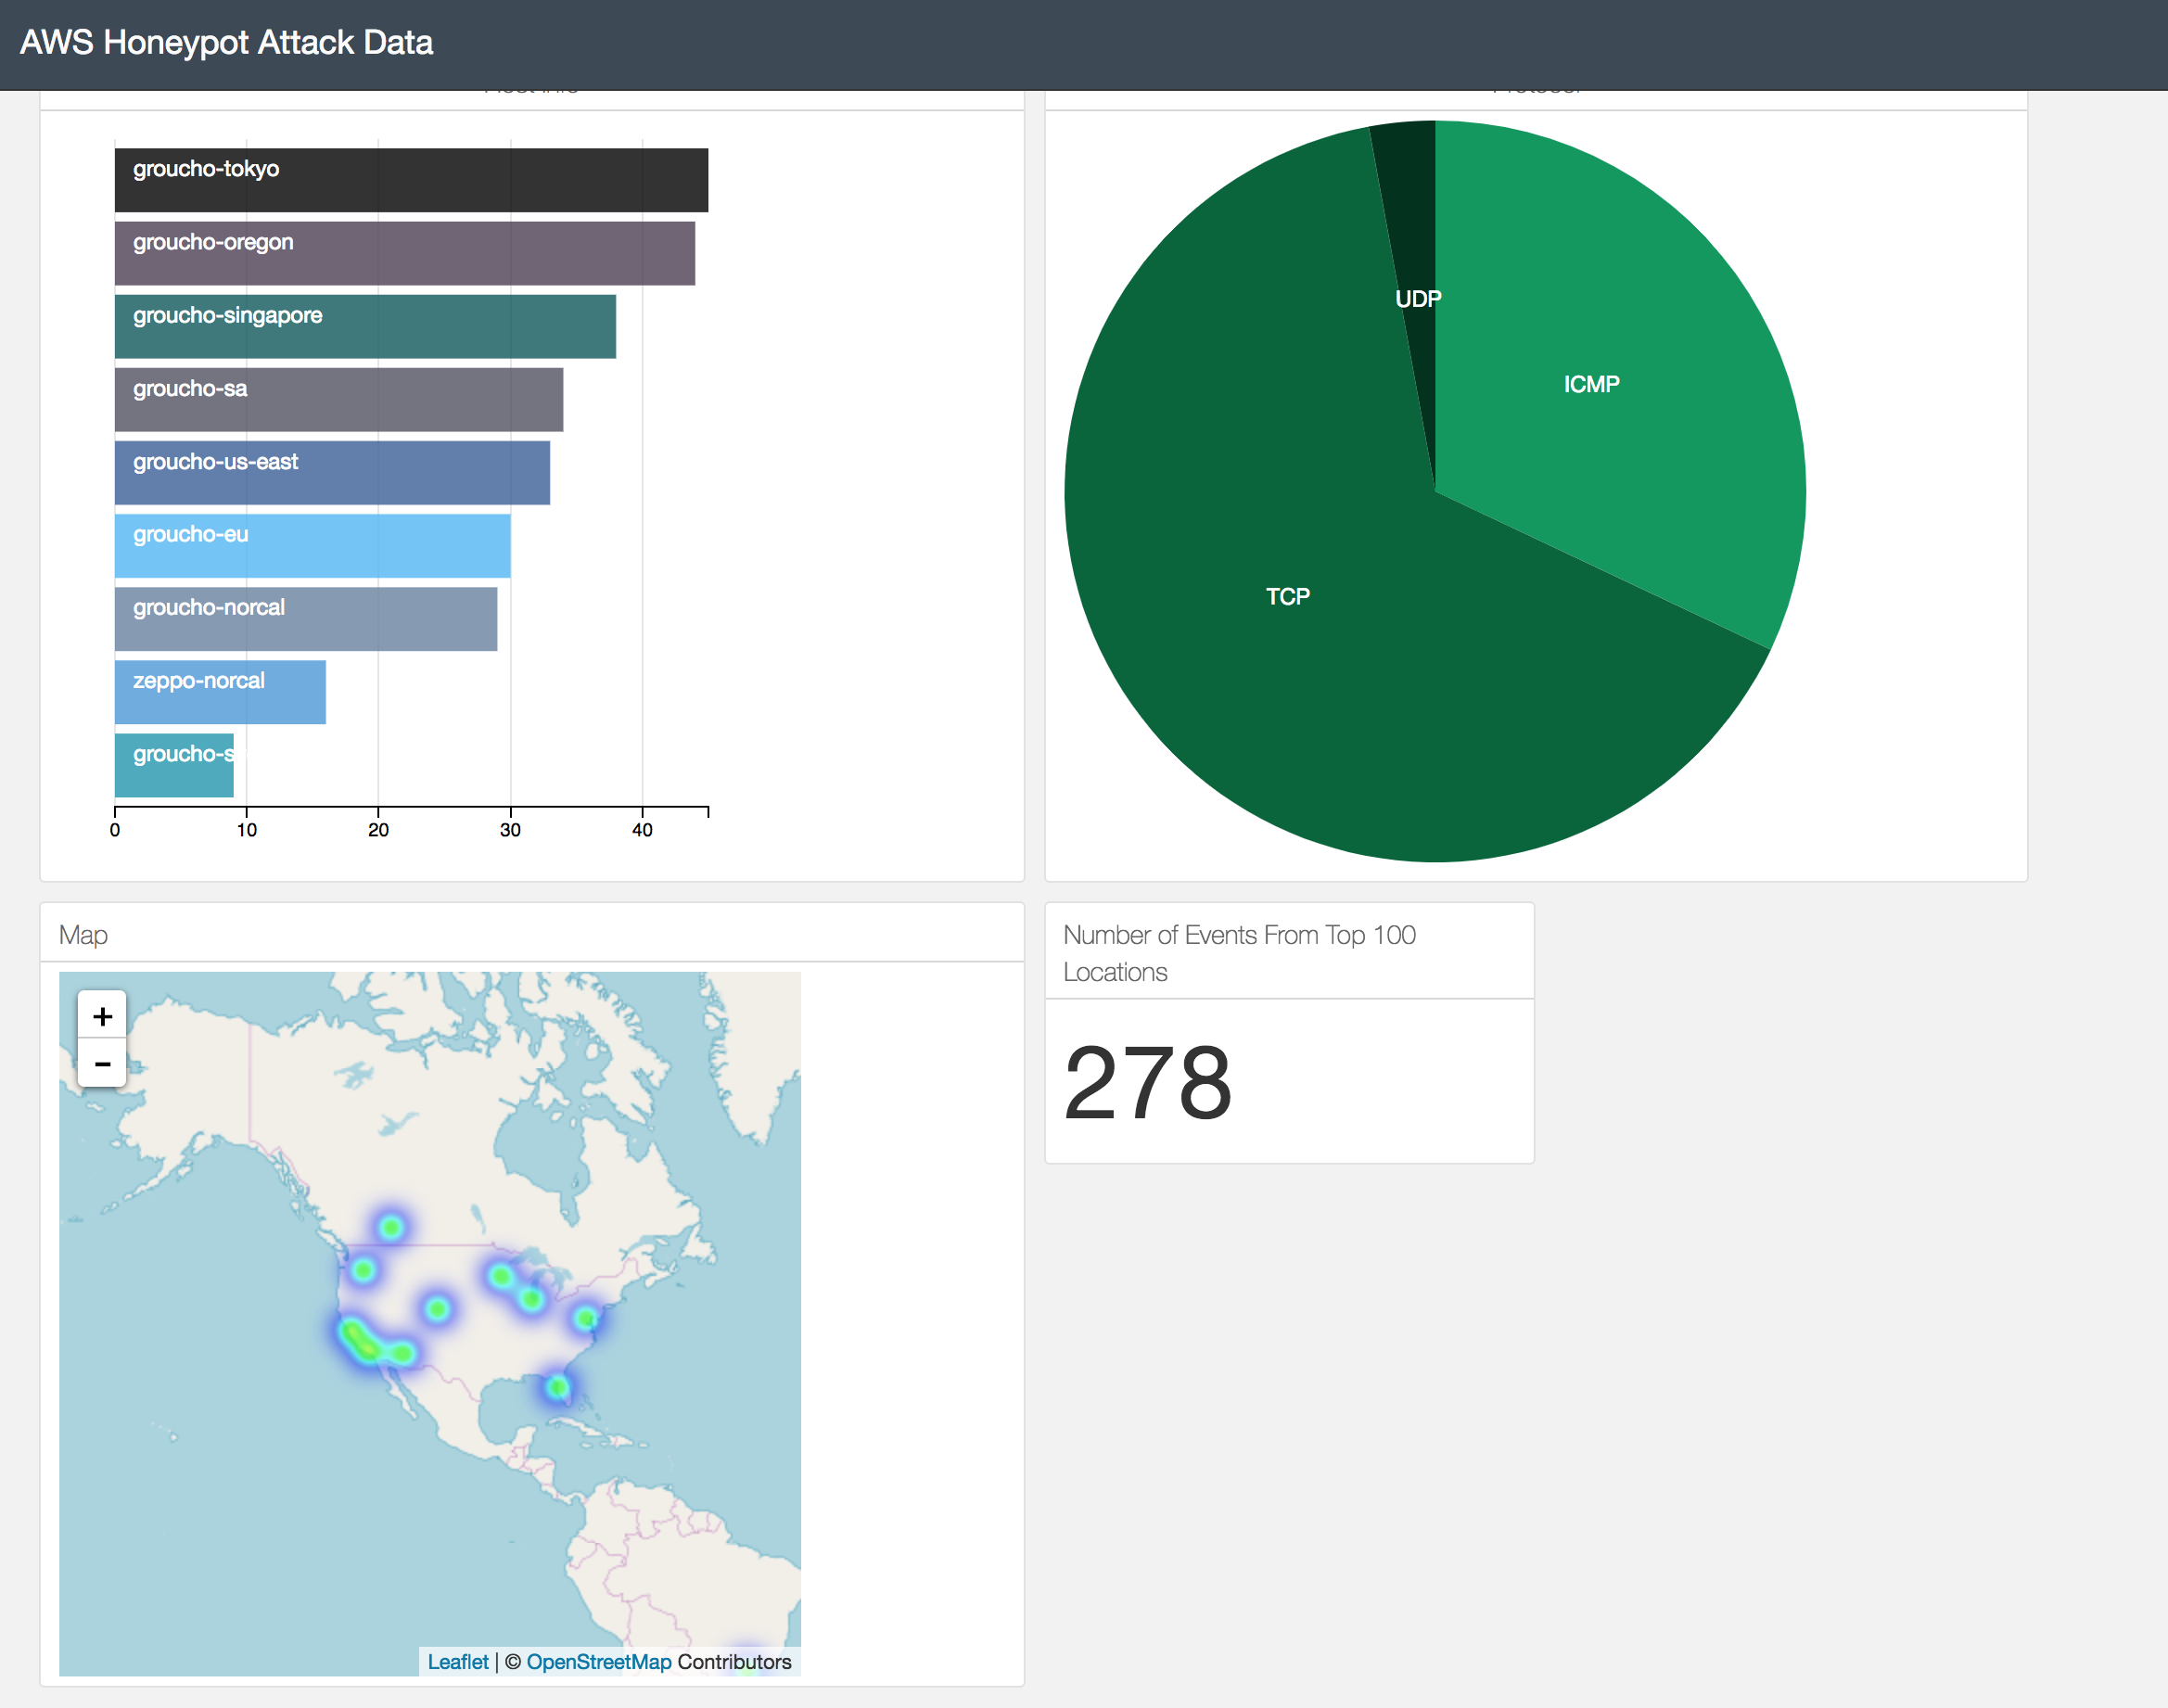 AWS Honeypot Attack Data
groucho-tokyo
groucho-oregon
groucho-singapore
groucho-sa
groucho-us-east
groucho-eu
groucho-norcal
zeppo-norcal
groucho-s
0 10 20 30 40
UDP
ICMP
TCP
Map
+
-
Leaflet | © OpenStreetMap Contributors
Number of Events From Top 100
Locations
278